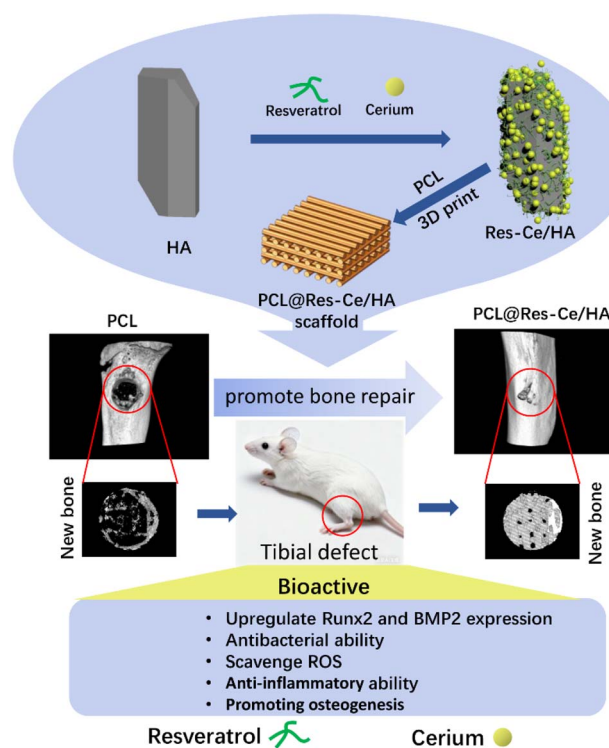 Resveratrol Cerium
HA
PCL
3D print
Res-Ce/HA
PCL@Res-Ce/HA
scaffold
PCL
PCL@Res-Ce/HA
promote bone repair
New bone
New bone
Tibial defect
Bioactive
• Upregulate Runx2 and BMP2 expression
• Antibacterial ability
• Scavenge ROS
• Anti-inflammatory ability
• Promoting osteogenesis
Resveratrol Cerium